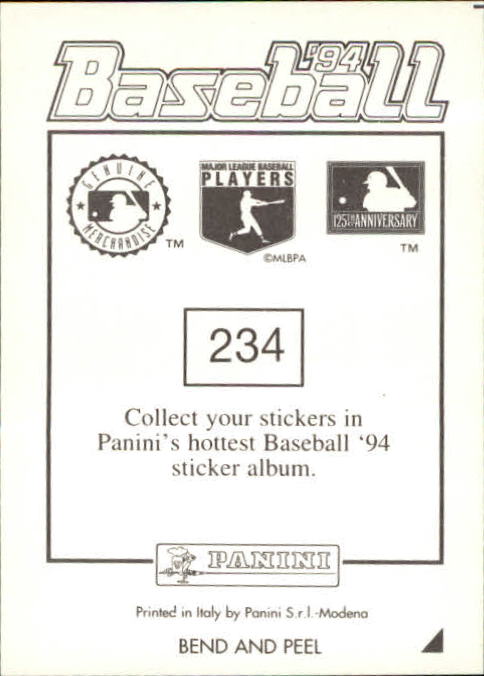 Baseball '94
GENUINE
MERCHANDISE
TM
MAJOR LEAGUE BASEBALL
PLAYERS
©MLBPA
125TH ANNIVERSARY
TM
234
Collect your stickers in
Panini's hottest Baseball ‘94
sticker album.
PANINI
Printed in Italy by Panini S.r.l.-Modena
BEND AND PEEL